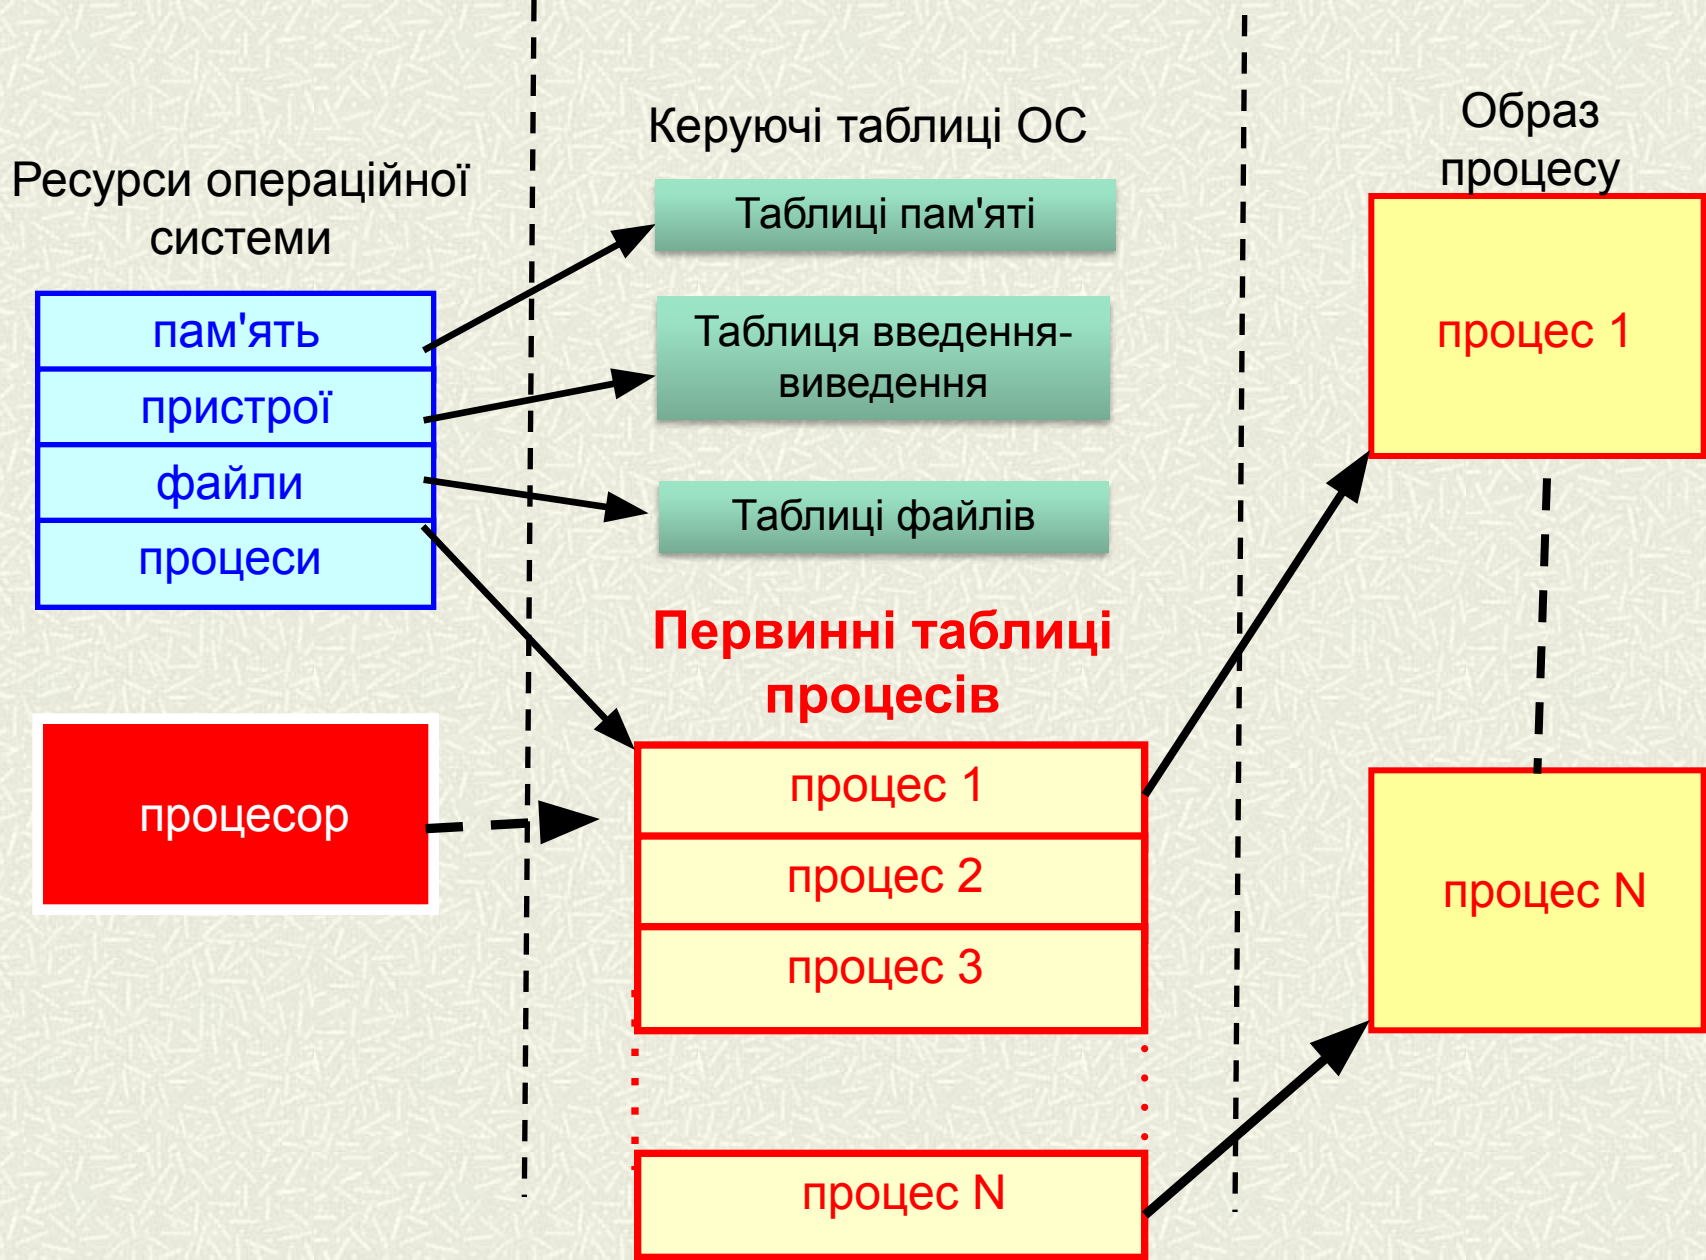 Ресурси операційної
системи
пам'ять
пристрої
файли
процеси
процесор
Керуючі таблиці ОС
Таблиці пам'яті
Таблиця введення-
виведення
Таблиці файлів
Первинні таблиці
процесів
процес 1
процес 2
процес 3
процес N
Образ
процесу
процес 1
процес N